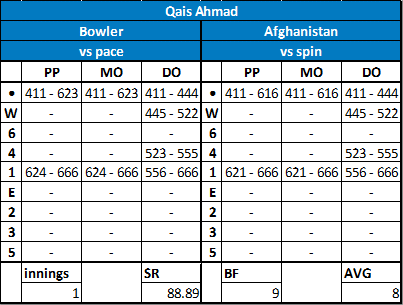 Qais Ahmad
Bowler Afghanistan
vs pace vs spin
PP MO DO PP MO DO
• 411 - 623 411 - 623 411 - 444 • 411 - 616 411 - 616 411 - 444
W - - 445 - 522 W - - 445 - 522
6 - - - 6 - - -
4 - - 523 - 555 4 - - 523 - 555
1 624 - 666 624 - 666 556 - 666 1 621 - 666 621 - 666 556 - 666
E - - - E - - -
2 - - - 2 - - -
3 - - - 3 - - -
5 - - - 5 - - -
innings SR BF AVG
1 88.89 9 8